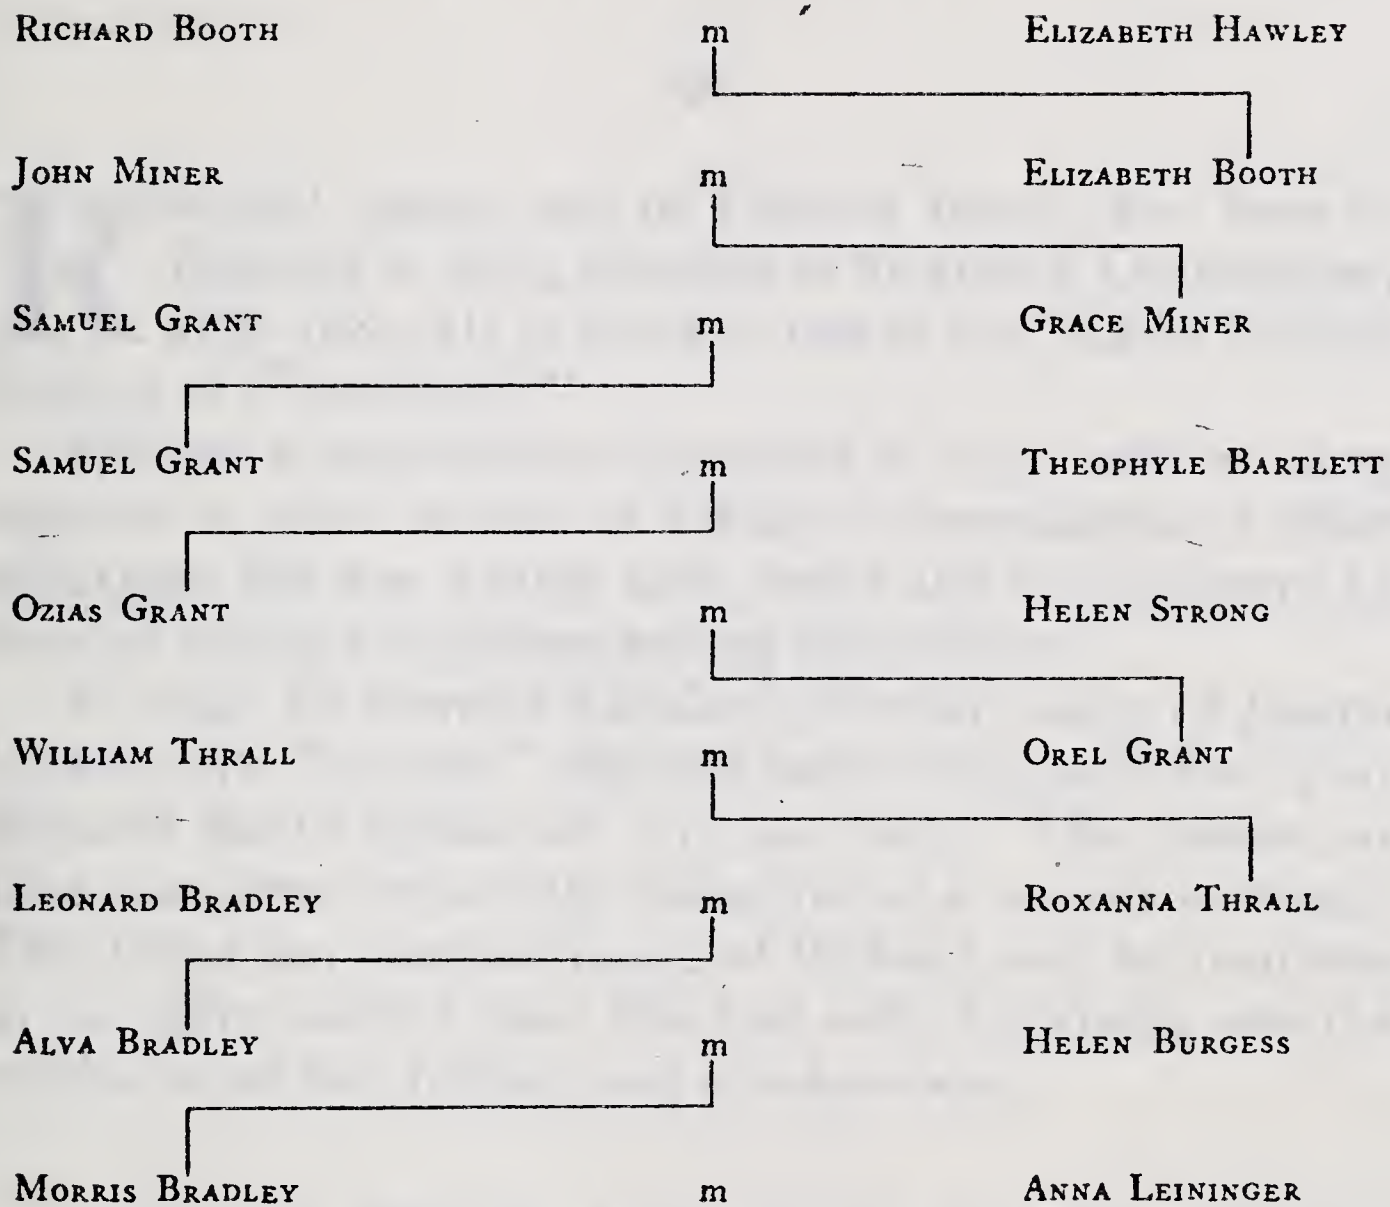 RICHARD BOOTH m ELIZABETH HAWLEY
JOHN MINER m ELIZABETH BOOTH
SAMUEL GRANT m GRACE MINER
SAMUEL GRANT m THEOPHYLE BARTLETT
OZIAS GRANT m HELEN STRONG
WILLIAM THRALL m OREL GRANT
LEONARD BRADLEY m ROXANNA THRALL
ALVA BRADLEY m HELEN BURGESS
MORRIS BRADLEY m ANNA LEININGER